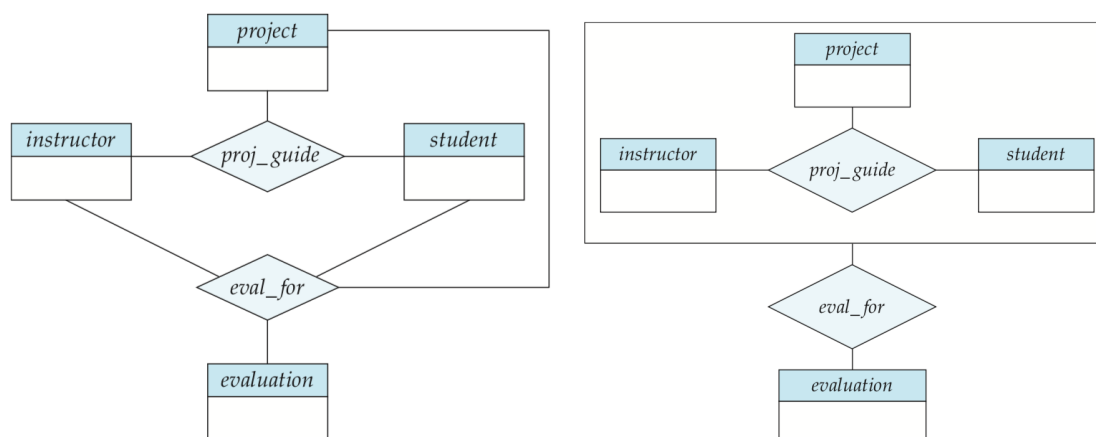 project
instructor
proj_guide
student
eval_for
evaluation
project
instructor
proj_guide
student
eval_for
evaluation